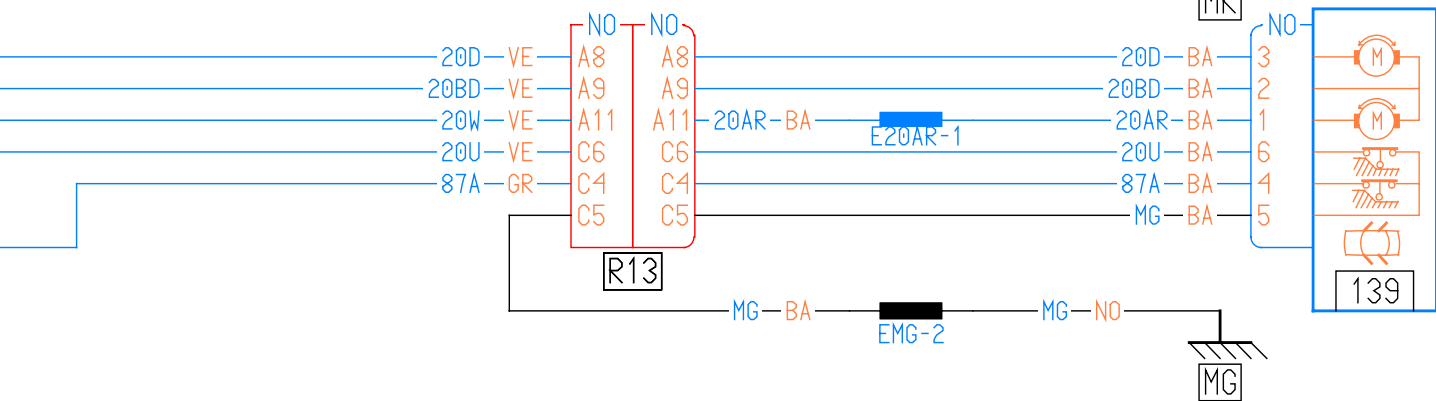 MK
NO NO NO
20D VE A8 A8 20D BA 3 M
20BD VE A9 A9 20BD BA 2
20W VE A11 A11 20AR BA 20AR BA 1 M
E20AR-1
20U VE C6 C6 20U BA 6
87A GR C4 C4 87A BA 4
C5 C5 MG BA 5
R13
139
MG BA MG NO
EMG-2
MG